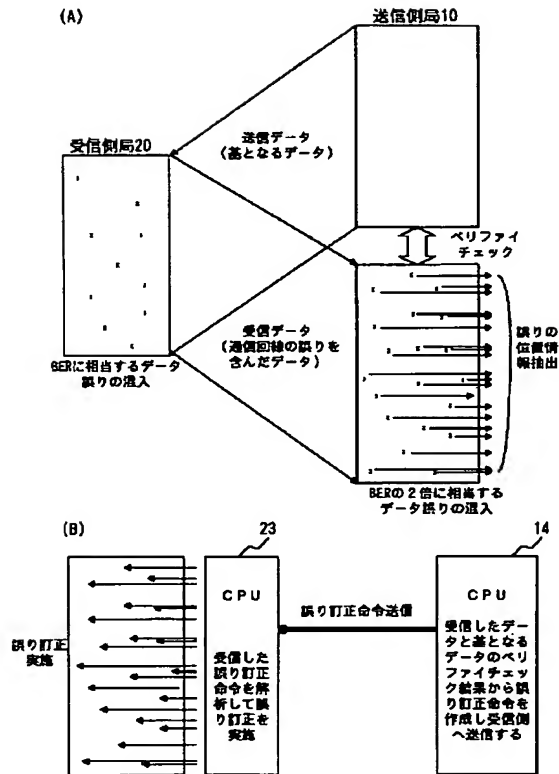 (A)
送信側局10
送信データ
(基となるデータ)
受信側局20
ベリファイ
チェック
受信データ
(通信回線の誤りを
含んだデータ)
誤りの
位置情
報抽出
BERに相当するデータ
誤りの混入
BERの2倍に相当する
データ誤りの混入
(B)
23
14
CPU
CPU
誤り訂正命令送信
誤り訂正
実施
受信した
誤り訂正
命令を解
析して誤
り訂正を
実施
受信したデー
タと基となる
データのベリ
ファイチェッ
ク結果から誤
り訂正命令を
作成し受信側
へ送信する